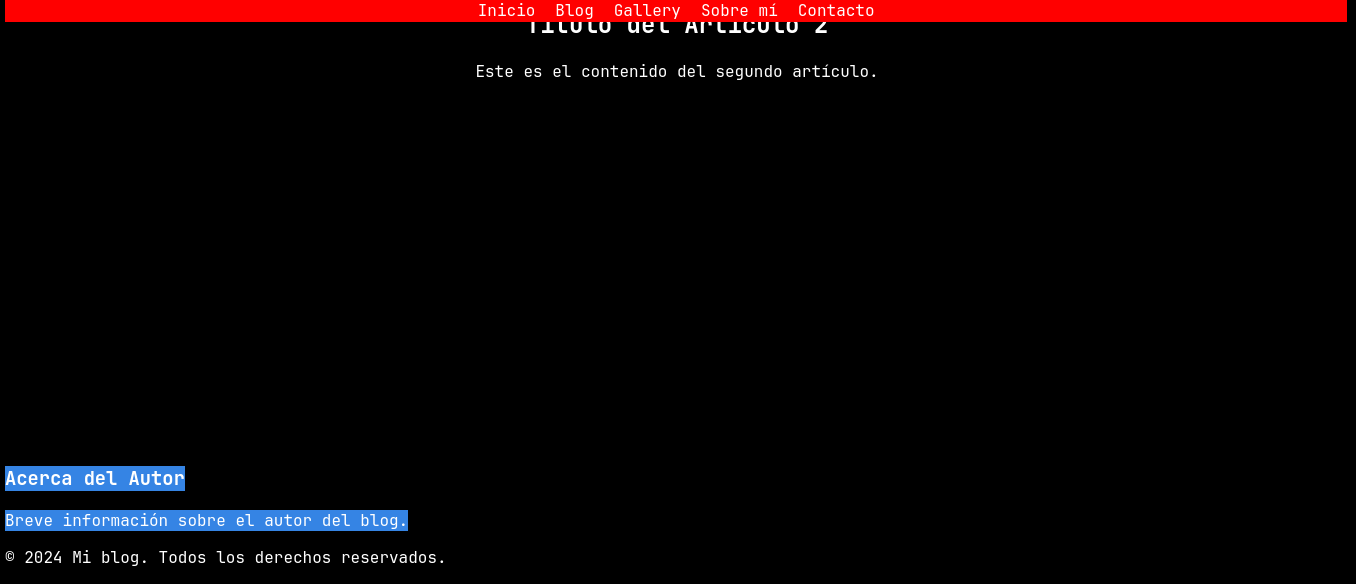 Inicio Blog Gallery Sobre mí Contacto
Título del Artículo 2
Este es el contenido del segundo artículo.
Acerca del Autor
Breve información sobre el autor del blog.
© 2024 Mi blog. Todos los derechos reservados.